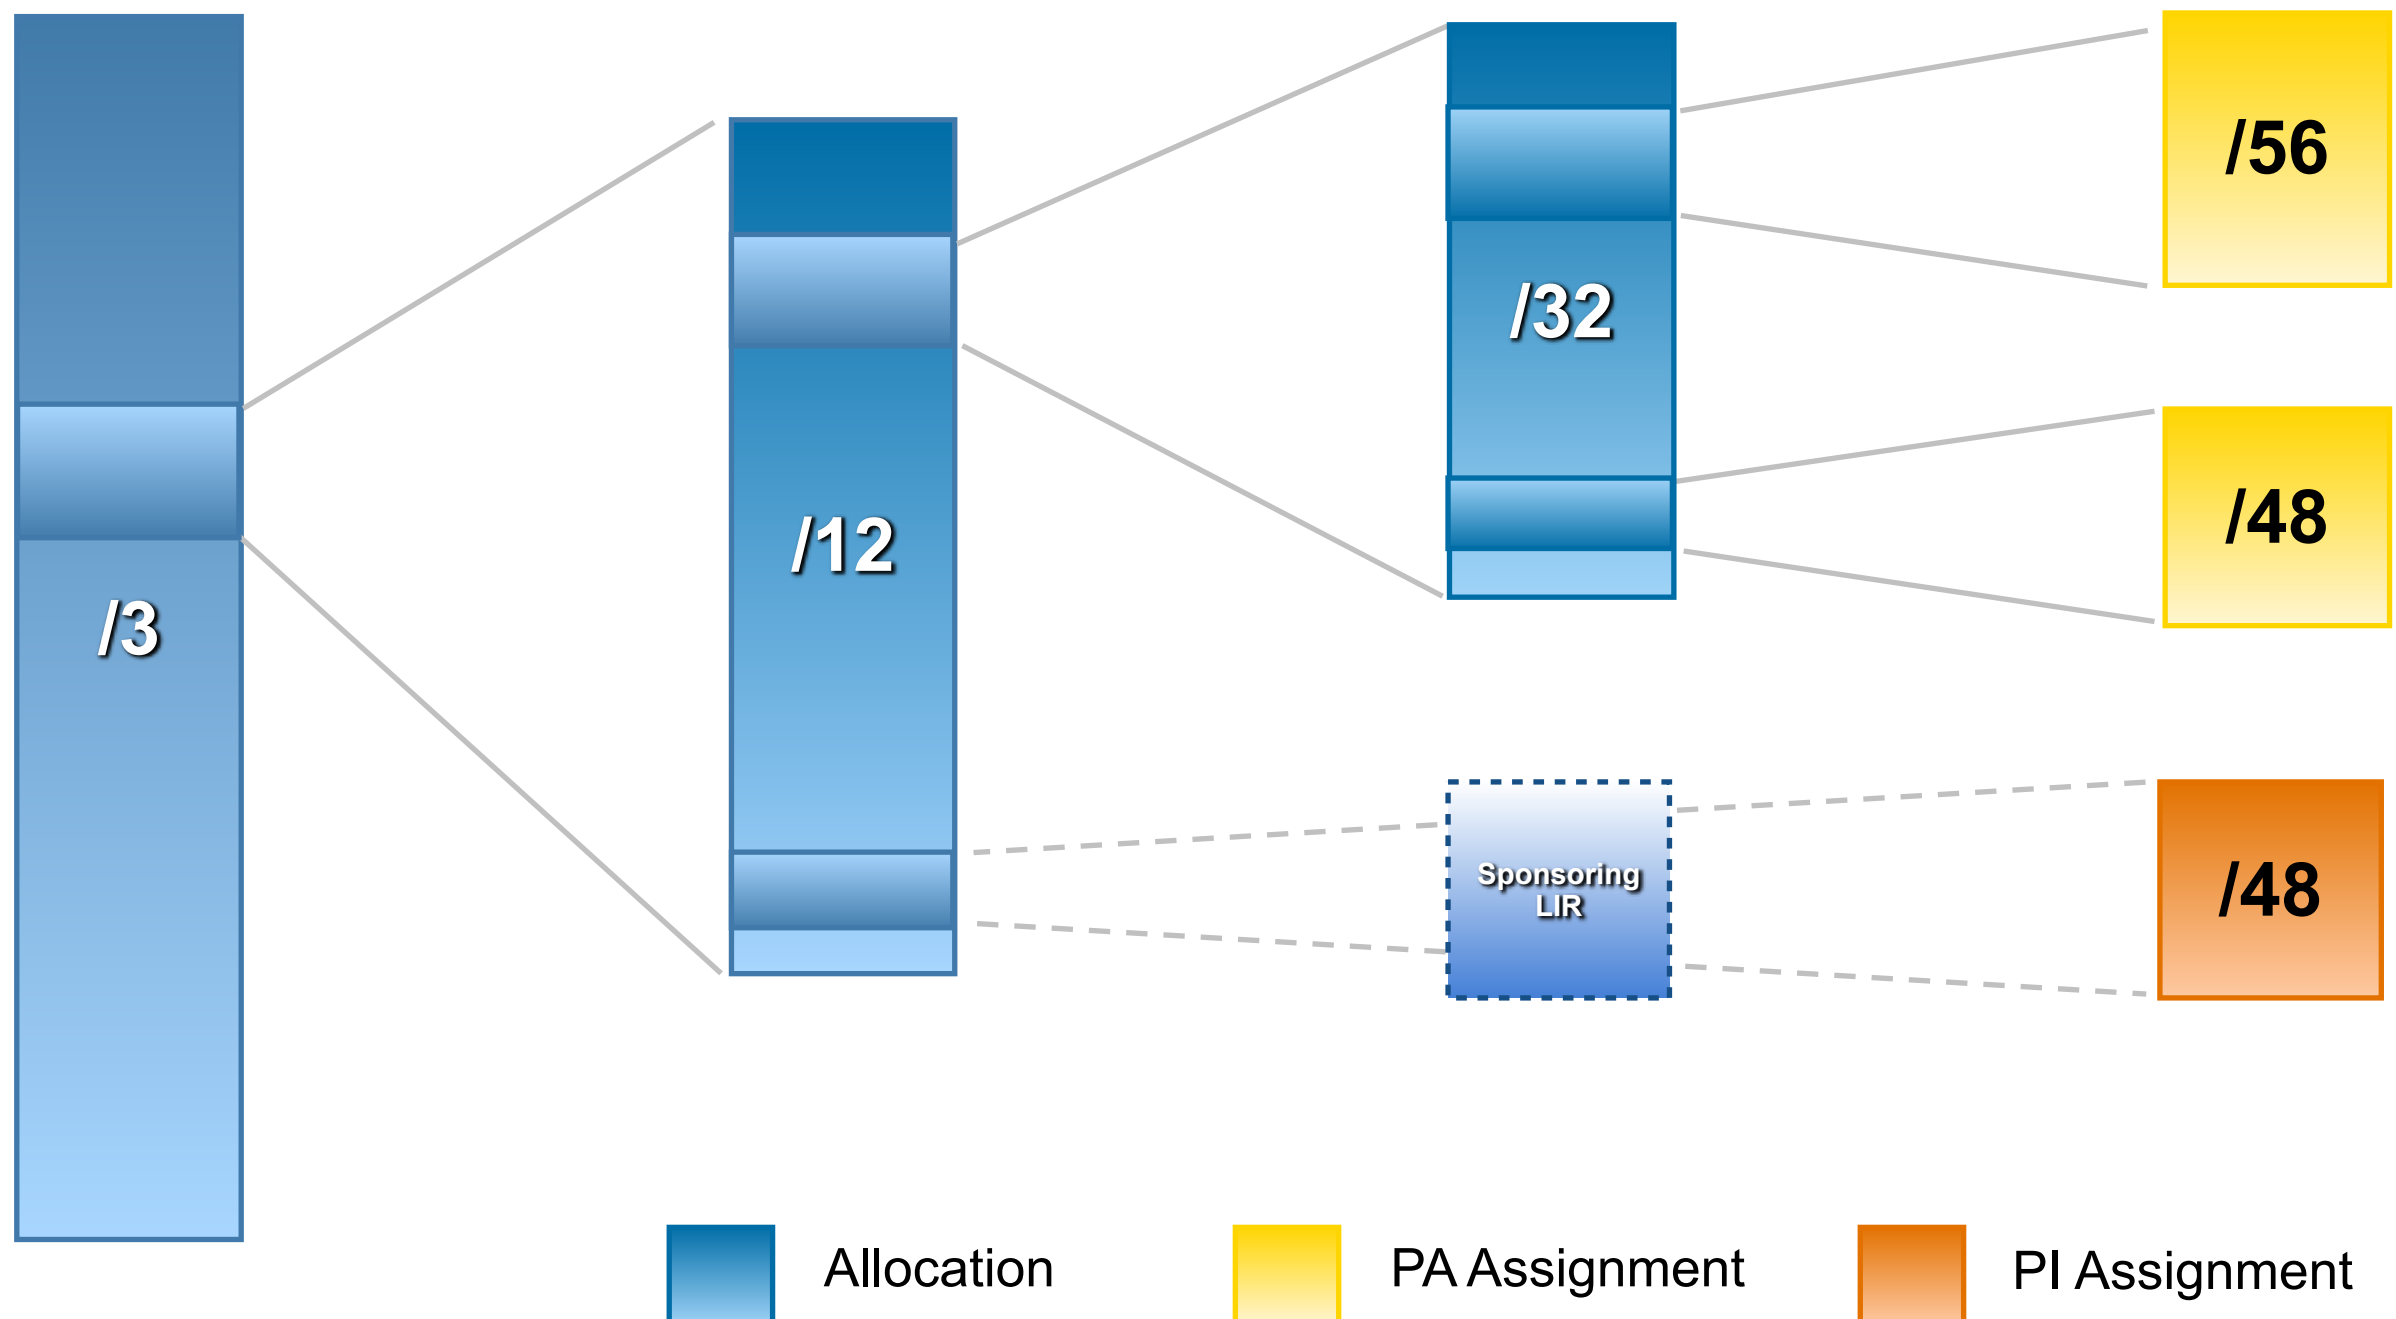 /3
/12
/32
/56
/48
Sponsoring
LIR
/48
Allocation
PA Assignment
PI Assignment